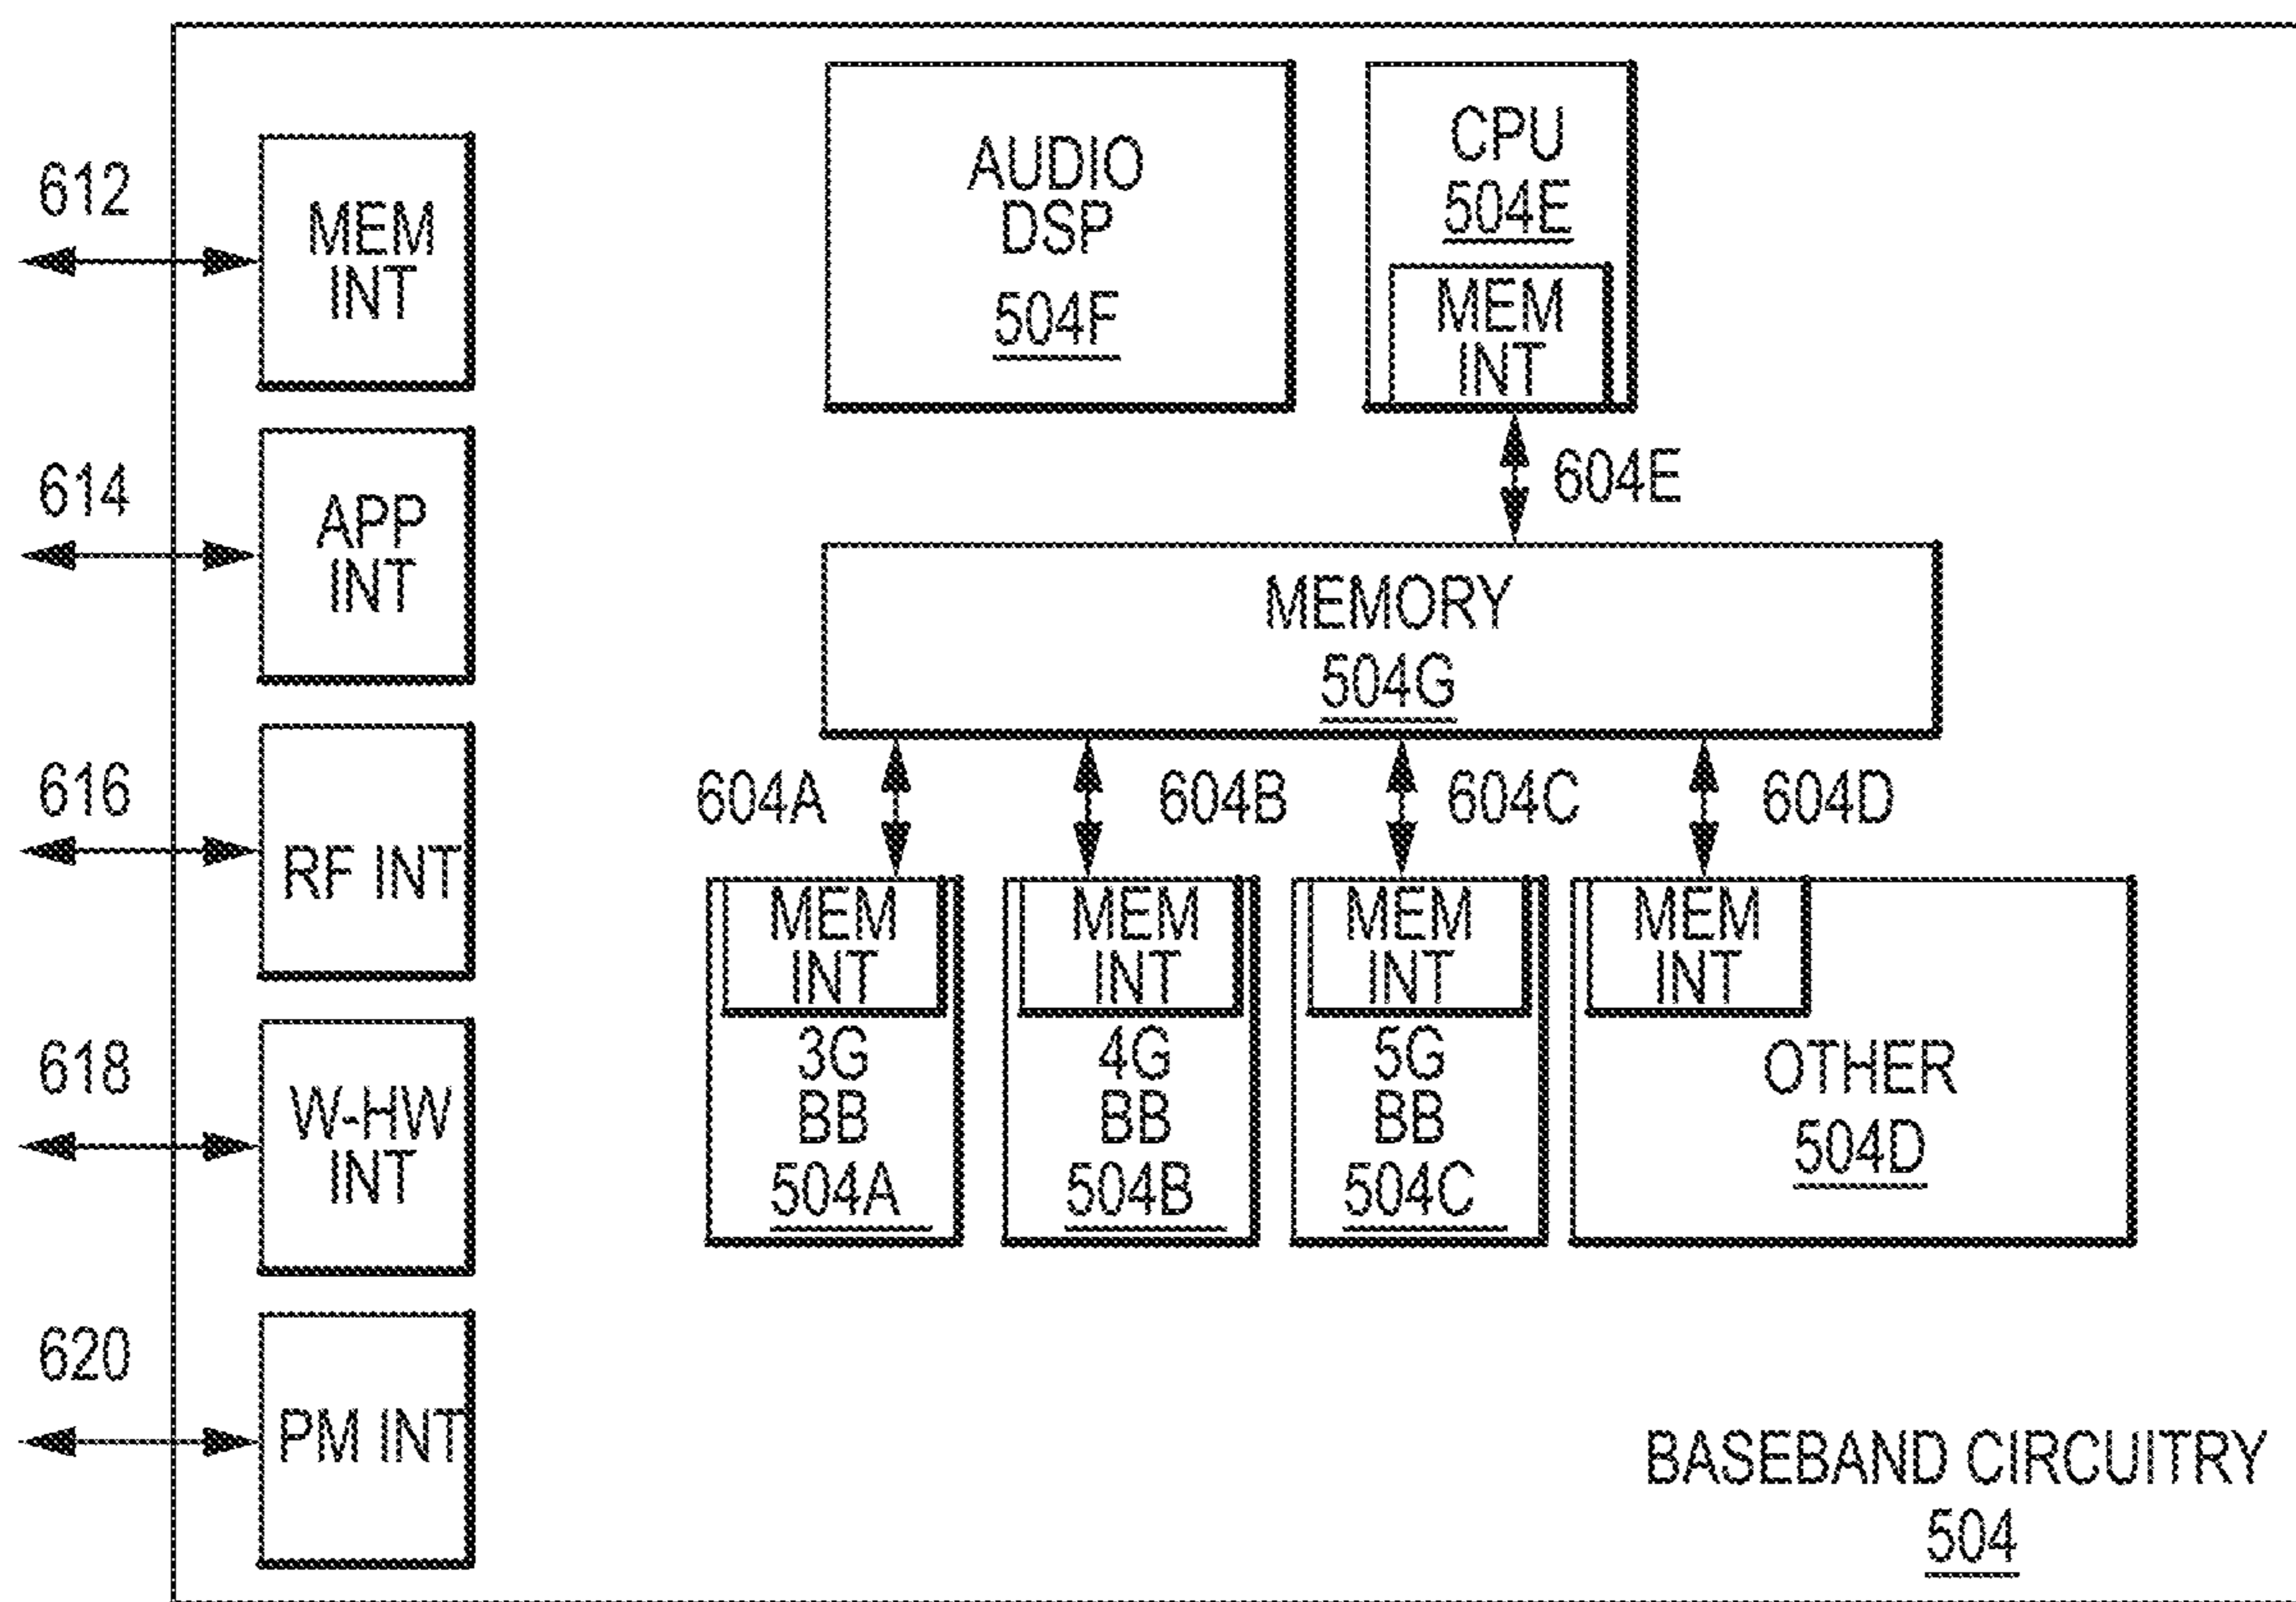 612
MEM
INT
614
APP
INT
616
RF INT
618
W-HW
INT
620
PM INT
AUDIO
DSP
504F
CPU
504E
MEM
INT
604E
MEMORY
504G
604A
604B
604C
604D
MEM
INT
3G
BB
504A
MEM
INT
4G
BB
504B
MEM
INT
5G
BB
504C
MEM
INT
OTHER
504D
BASEBAND CIRCUITRY
504